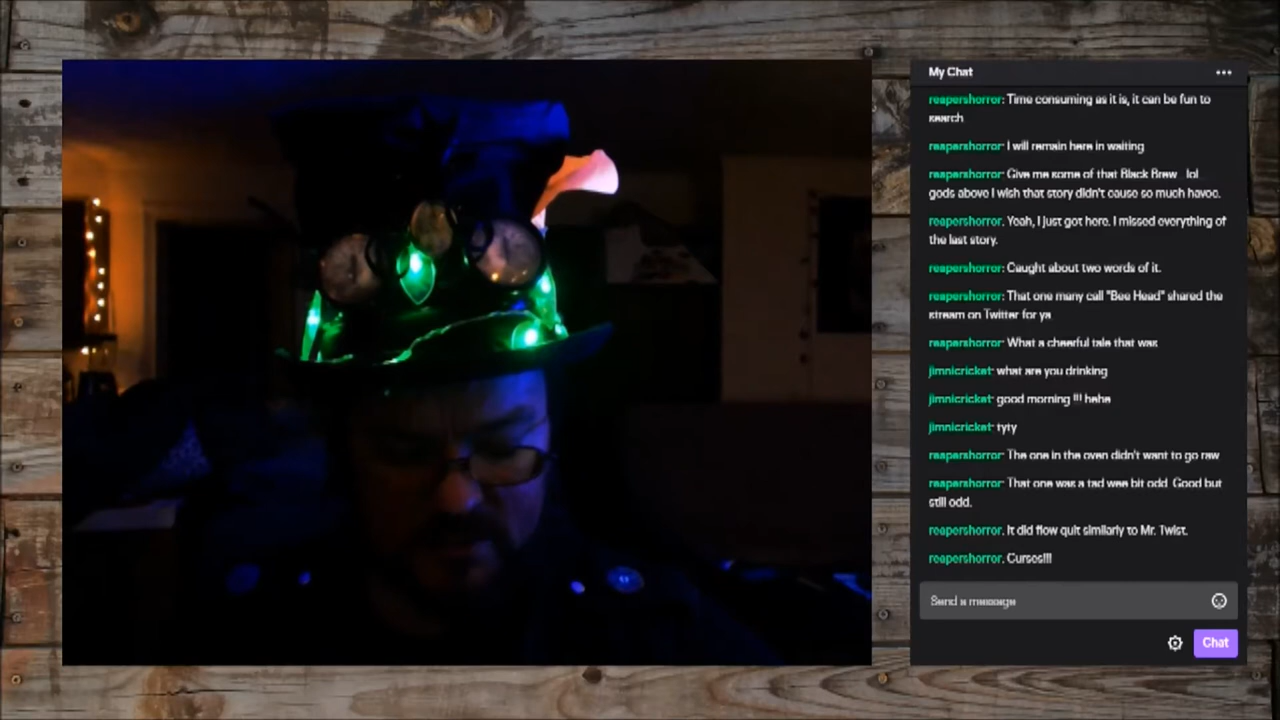 My Chat
reapershorror: Time consuming as it is, it can be fun to
search
reapershorror: I will remain here in waiting
reapershorror: Give me some of that Black Brew lol
gods above I wish that story didn't cause so much havoc.
reapershorror: Yeah, I just got here. I missed everything of
the last story.
reapershorror: Caught about two words of it.
reapershorror: That one many call "Bee Head" shared the
stream on Twitter for ya
reapershorror: What a cheerful tale that was
jimnicricket: what are you drinking
jimnicricket: good morning !!! hehe
jimnicricket: tyty
reapershorror: The one in the oven didn't want to go raw
reapershorror: That one was a tad wee bit odd. Good but
still odd.
reapershorror: It did flow quit similarly to Mr. Twist.
reapershorror: Curses!!!
Send a message
Chat